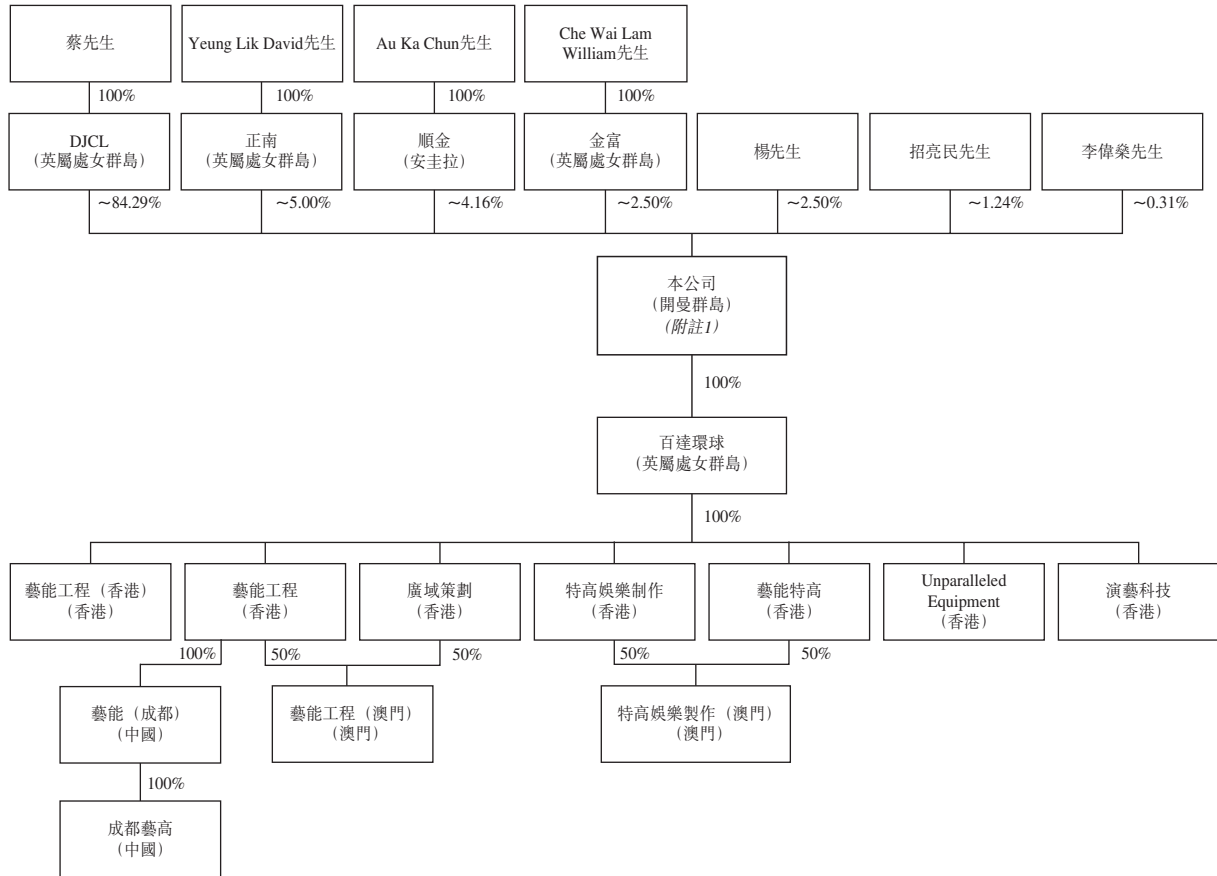 蔡先生
Yeung Lik David先生
Au Ka Chun先生
Che Wai Lam
William先生
100%
100%
100%
100%
DJCL
(英屬處女群島)
正南
(英屬處女群島)
順金
(安圭拉)
金富
(英屬處女群島)
楊先生
招亮民先生
李偉燊先生
~84.29%
~5.00%
~4.16%
~2.50%
~2.50%
~1.24%
~0.31%
本公司
(開曼群島)
(附註1)
100%
百達環球
(英屬處女群島)
100%
藝能工程(香港)
(香港)
藝能工程
(香港)
廣域策劃
(香港)
特高娛樂制作
(香港)
藝能特高
(香港)
Unparalleled
Equipment
(香港)
演藝科技
(香港)
100%
50%
50%
50%
50%
藝能(成都)
(中國)
藝能工程(澳門)
(澳門)
特高娛樂製作(澳門)
(澳門)
100%
成都藝高
(中國)